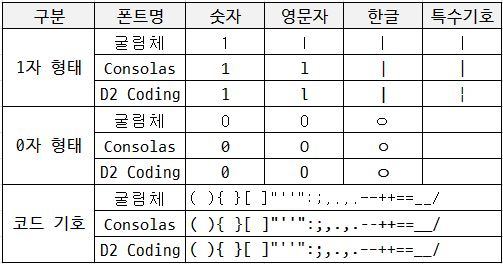 구분 폰트명 숫자 영문자 한글 특수기호
1자 형태 굴림체 1 l ㅣ |
Consolas 1 l ㅣ |
D2 Coding 1 l ㅣ ¦
0자 형태 굴림체 0 O ㅇ
Consolas 0 O ㅇ
D2 Coding 0 O ㅇ
코드 기호 굴림체 ( ){ }[ ]"''":;,.,.--++==__/
Consolas ( ){ }[ ]"''":;,.,.--++==__/
D2 Coding ( ){ }[ ]"''":;,.,.--++==__/